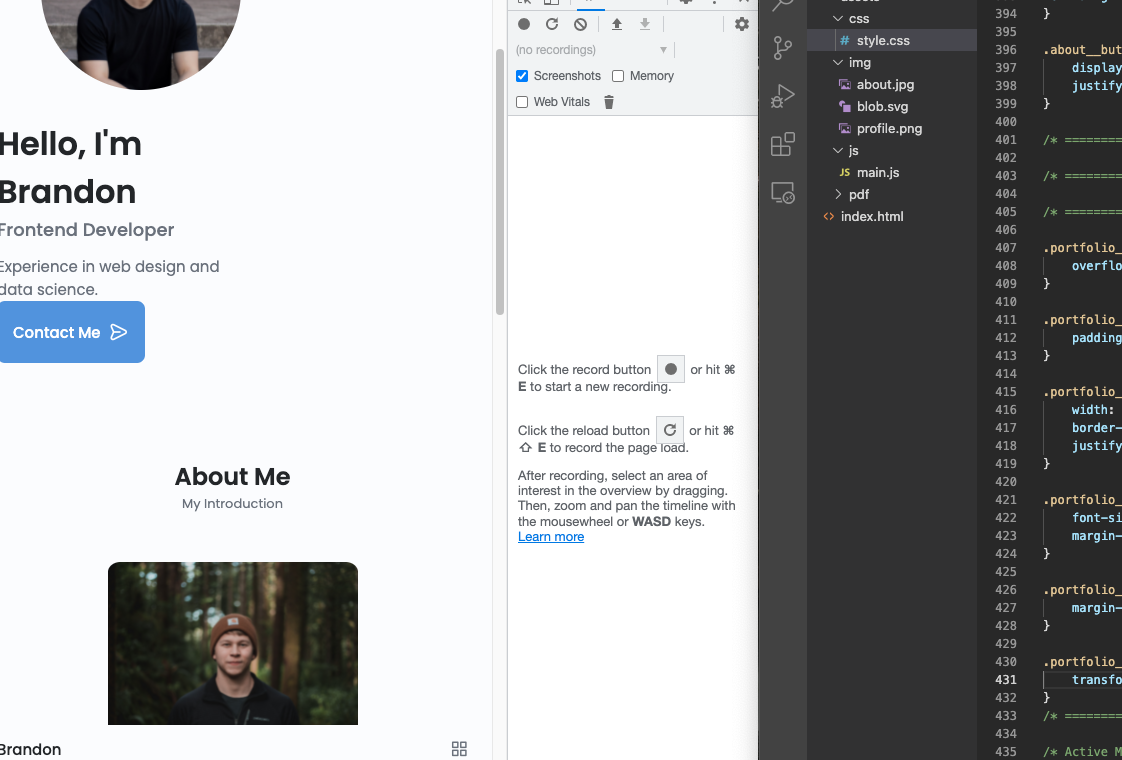 Hello, I'm
Brandon
Frontend Developer
Experience in web design and
data science.
Contact Me
About Me
My Introduction
Brandon
(no recordings)
Screenshots
Memory
Web Vitals
Click the record button or hit ⌘
E to start a new recording.
Click the reload button or hit ⌘
⇧ E to record the page load.
After recording, select an area of
interest in the overview by dragging.
Then, zoom and pan the timeline with
the mousewheel or WASD keys.
Learn more
css
# style.css
img
about.jpg
blob.svg
profile.png
js
JS main.js
pdf
<> index.html
394 }
395
396 .about__but
397 display
398 justify
399 }
400
401 /* ========
402
403 /* ========
404
405 /* ========
406
407 .portfolio_
408 overflo
409 }
410
411 .portfolio_
412 padding
413 }
414
415 .portfolio_
416 width:
417 border-
418 justify
419 }
420
421 .portfolio_
422 font-si
423 margin-
424 }
425
426 .portfolio_
427 margin-
428 }
429
430 .portfolio_
431 transfo
432 }
433 /* ========
434
435 /* Active M